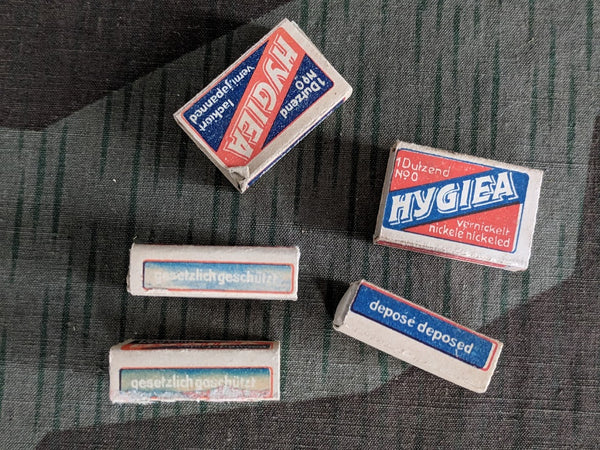 1 Dutzend
Nº 0
HYGIEA
lackiert
verni japanned
1 Dutzend
Nº 0
HYGIEA
vernickelt
nickele nickeled
gesetzlich geschützt
deposé deposed
gesetzlich geschützt